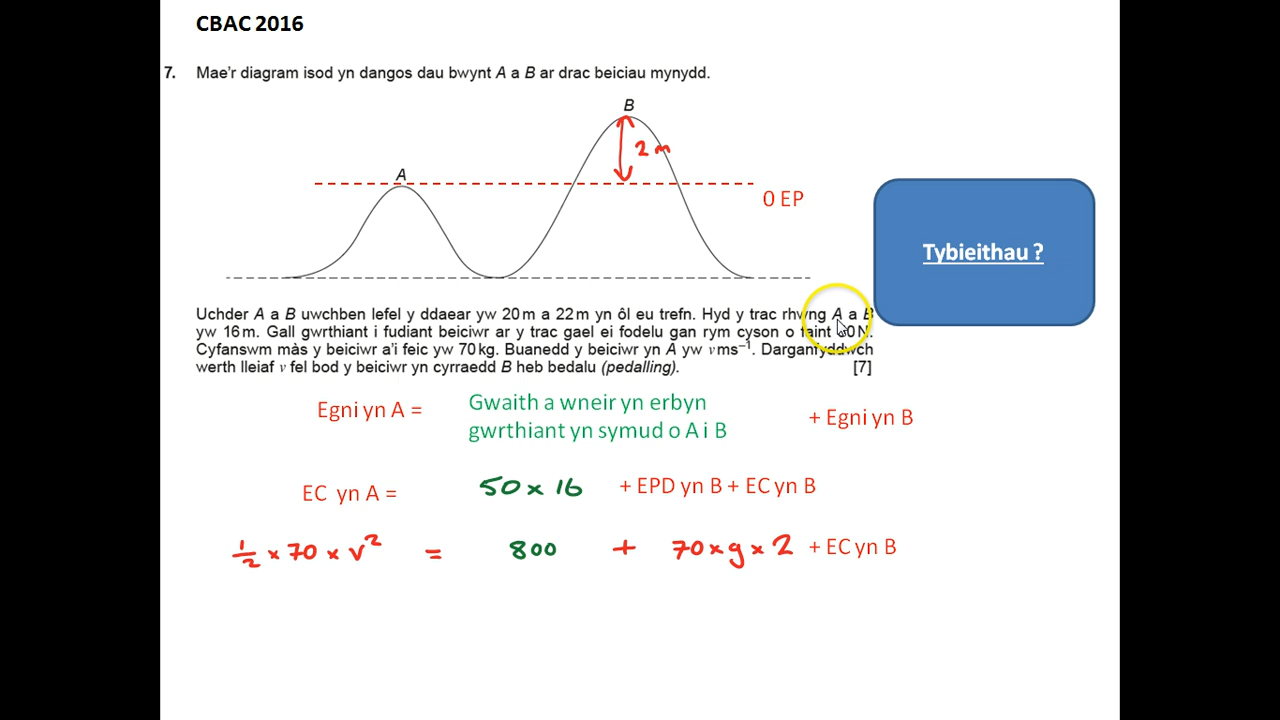 CBAC 2016
7. Mae'r diagram isod yn dangos dau bwynt A a B ar drac beiciau mynydd.
B
2 m
A
0 EP
Tybieithau ?
Uchder A a B uwchben lefel y ddaear yw 20 m a 22 m yn ôl eu trefn. Hyd y trac rhwng A a B
yw 16 m. Gall gwrthiant i fudiant beiciwr ar y trac gael ei fodelu gan rym cyson o faint 50 N.
Cyfanswm màs y beiciwr a'i feic yw 70 kg. Buanedd y beiciwr yn A yw v ms⁻¹. Darganfyddwch
werth lleiaf v fel bod y beiciwr yn cyrraedd B heb bedalu (pedalling). [7]
Egni yn A = Gwaith a wneir yn erbyn
gwrthiant yn symud o A i B + Egni yn B
EC yn A = 50 x 16 + EPD yn B + EC yn B
½ x 70 x v² = 800 + 70 x g x 2 + EC yn B